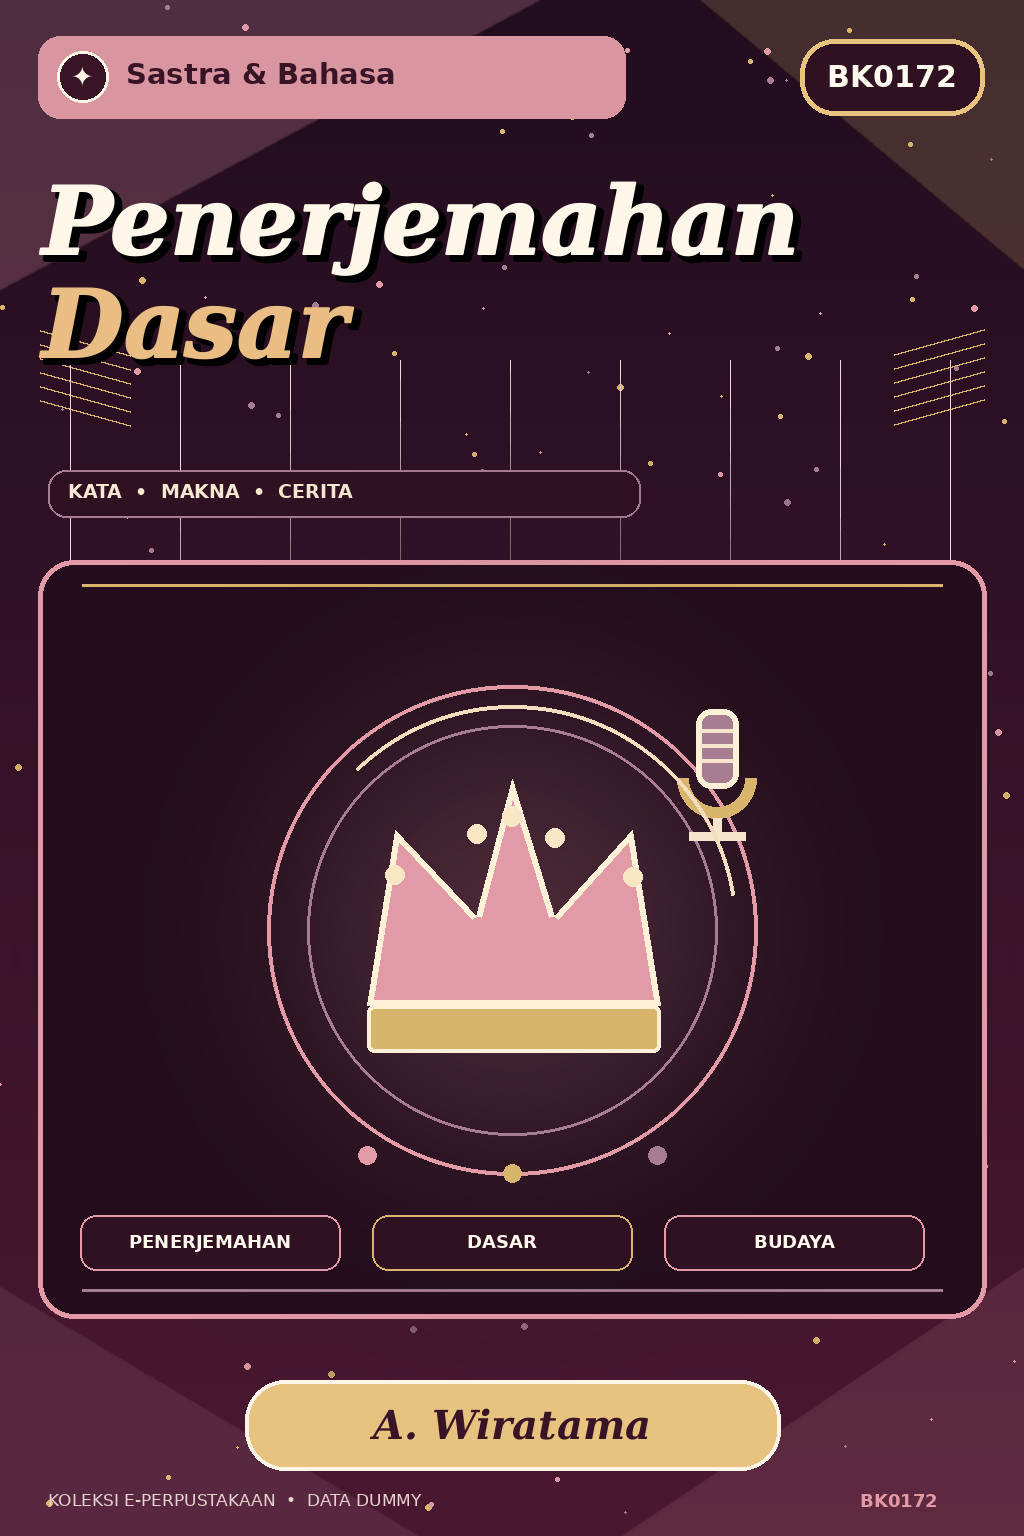 Sastra & Bahasa
BK0172
Penerjemahan
Dasar
KATA • MAKNA • CERITA
PENERJEMAHAN
DASAR
BUDAYA
A. Wiratama
KOLEKSI E-PERPUSTAKAAN • DATA DUMMY
BK0172